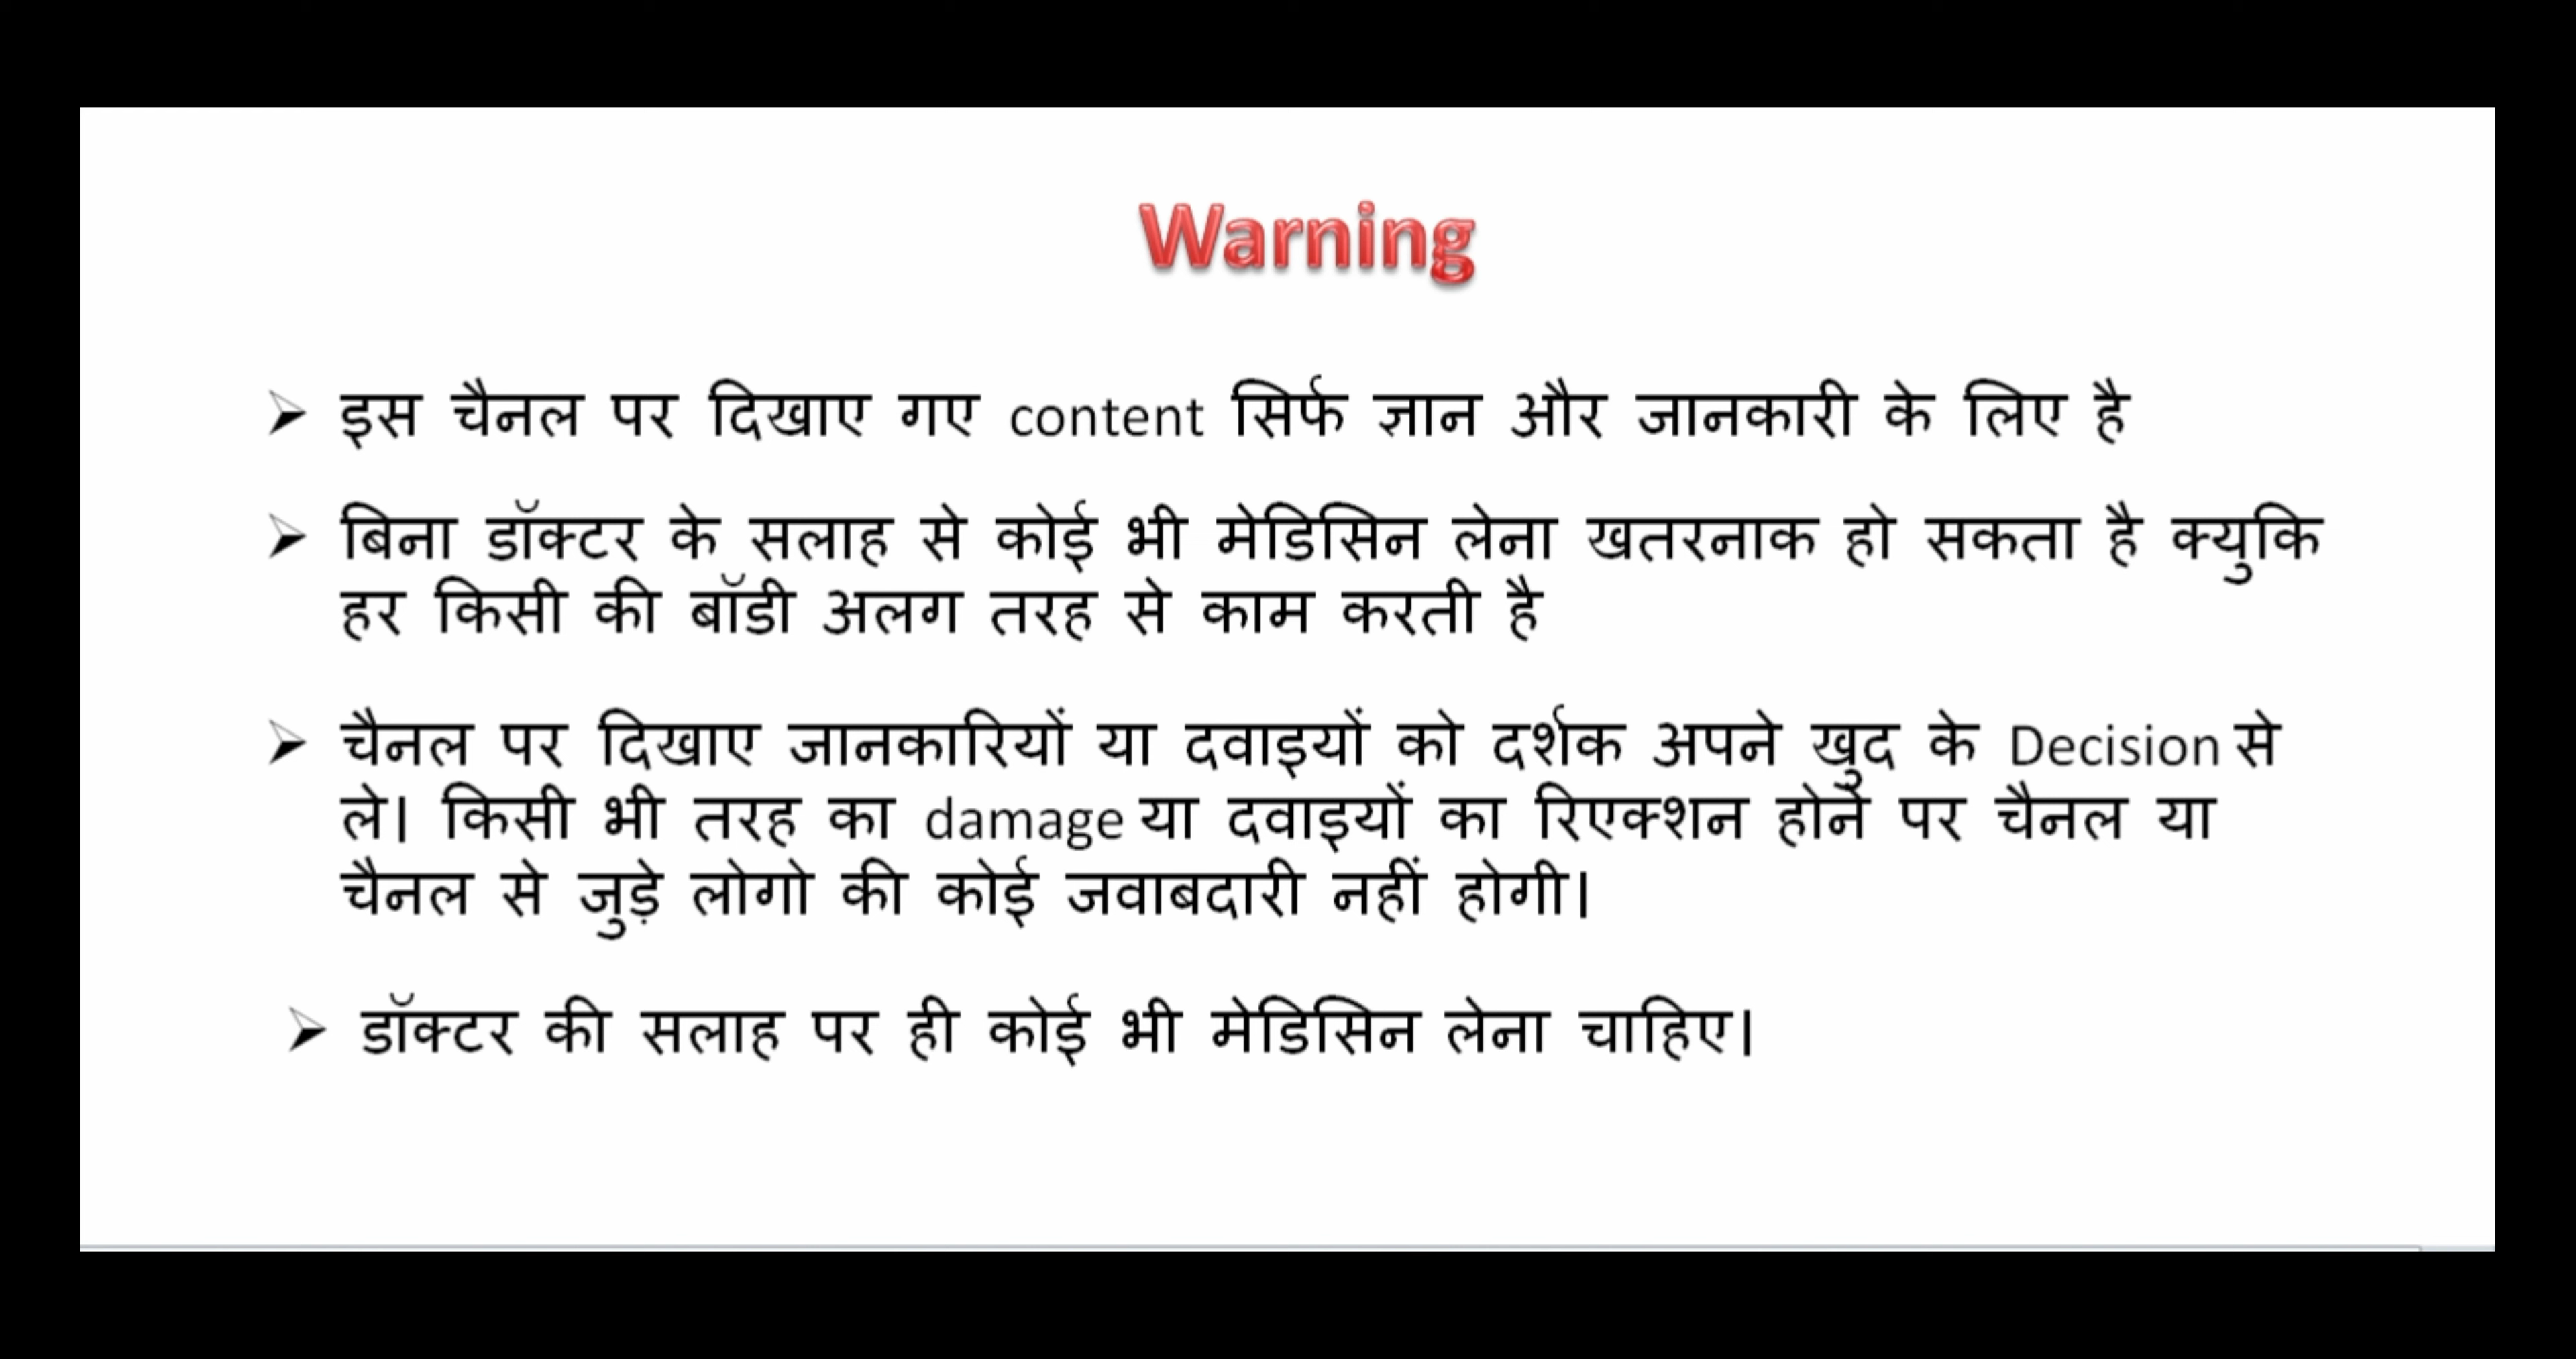 Warning
➢ इस चैनल पर दिखाए गए content सिर्फ ज्ञान और जानकारी के लिए है
➢ बिना डॉक्टर के सलाह से कोई भी मेडिसिन लेना खतरनाक हो सकता है क्युकि
हर किसी की बॉडी अलग तरह से काम करती है
➢ चैनल पर दिखाए जानकारियों या दवाइयों को दर्शक अपने खुद के Decision से
ले। किसी भी तरह का damage या दवाइयों का रिएक्शन होने पर चैनल या
चैनल से जुड़े लोगो की कोई जवाबदारी नहीं होगी।
➢ डॉक्टर की सलाह पर ही कोई भी मेडिसिन लेना चाहिए।